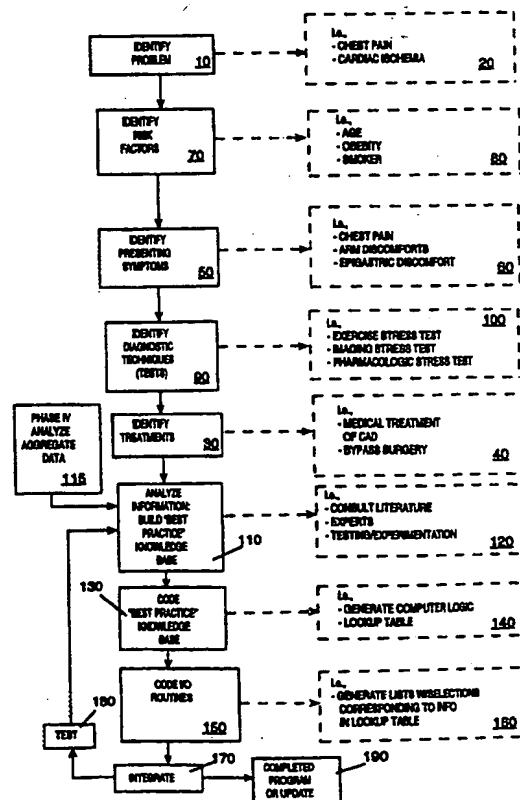 IDENTIFY
PROBLEM 10
i.e.,
- CHEST PAIN
- CARDIAC ISCHEMIA
20
IDENTIFY
RISK
FACTORS
70
i.e.,
- AGE
- OBESITY
- SMOKER
80
IDENTIFY
PRESENTING
SYMPTOMS
50
i.e.,
- CHEST PAIN
- ARM DISCOMFORTS
- EPIGASTRIC DISCOMFORT
60
IDENTIFY
DIAGNOSTIC
TECHNIQUES
(TESTS)
90
i.e., 100
- EXERCISE STRESS TEST
- IMAGING STRESS TEST
- PHARMACOLOGIC STRESS TEST
IDENTIFY
TREATMENTS 30
i.e.,
- MEDICAL TREATMENT
OF CAD
- BYPASS SURGERY
40
PHASE IV
ANALYZE
AGGREGATE
DATA
115
ANALYZE
INFORMATION:
BUILD "BEST
PRACTICE"
KNOWLEDGE
BASE
110
i.e.,
- CONSULT LITERATURE
- EXPERTS
- TESTING/EXPERIMENTATION
120
130
CODE
"BEST PRACTICE"
KNOWLEDGE
BASE
i.e.,
- GENERATE COMPUTER LOGIC
- LOOKUP TABLE
140
CODE I/O
ROUTINES
150
i.e.,
- GENERATE LISTS W/SELECTIONS
CORRESPONDING TO INFO
IN LOOKUP TABLE
160
180
TEST
170
INTEGRATE
190
COMPLETED
PROGRAM
OR UPDATE